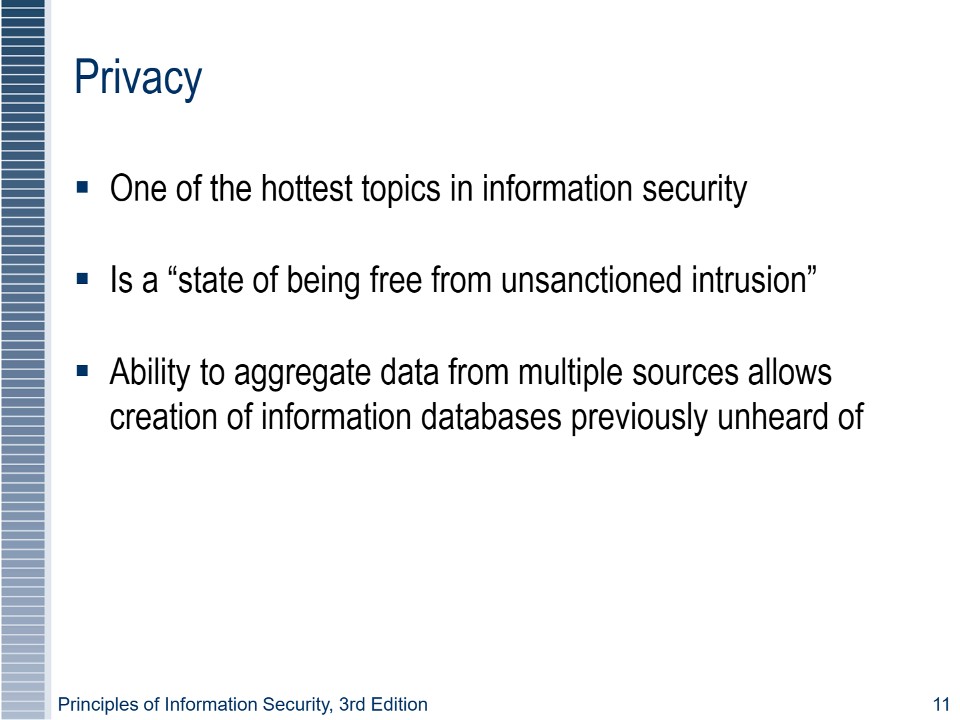 Privacy
▪ One of the hottest topics in information security
▪ Is a “state of being free from unsanctioned intrusion”
▪ Ability to aggregate data from multiple sources allows
creation of information databases previously unheard of
Principles of Information Security, 3rd Edition
11